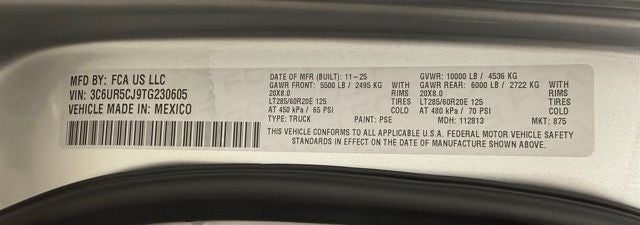 MFD BY: FCA US LLC
VIN: 3C6UR5CJ9TG230605
VEHICLE MADE IN: MEXICO
DATE OF MFR (BUILT): 11-25
GAWR FRONT: 5500 LB / 2495 KG WITH
20X8.0 RIMS
LT285/60R20E 125 TIRES
AT 450 kPa / 65 PSI COLD
TYPE: TRUCK PAINT: PSE
GVWR: 10000 LB / 4536 KG
GAWR REAR: 6000 LB / 2722 KG WITH
20X8.0 RIMS
LT285/60R20E 125 TIRES
AT 480 kPa / 70 PSI COLD
MDH: 112813 MKT: 875
THIS VEHICLE CONFORMS TO ALL APPLICABLE U.S.A. FEDERAL MOTOR VEHICLE SAFETY
STANDARDS IN EFFECT ON THE DATE OF MANUFACTURE SHOWN ABOVE.